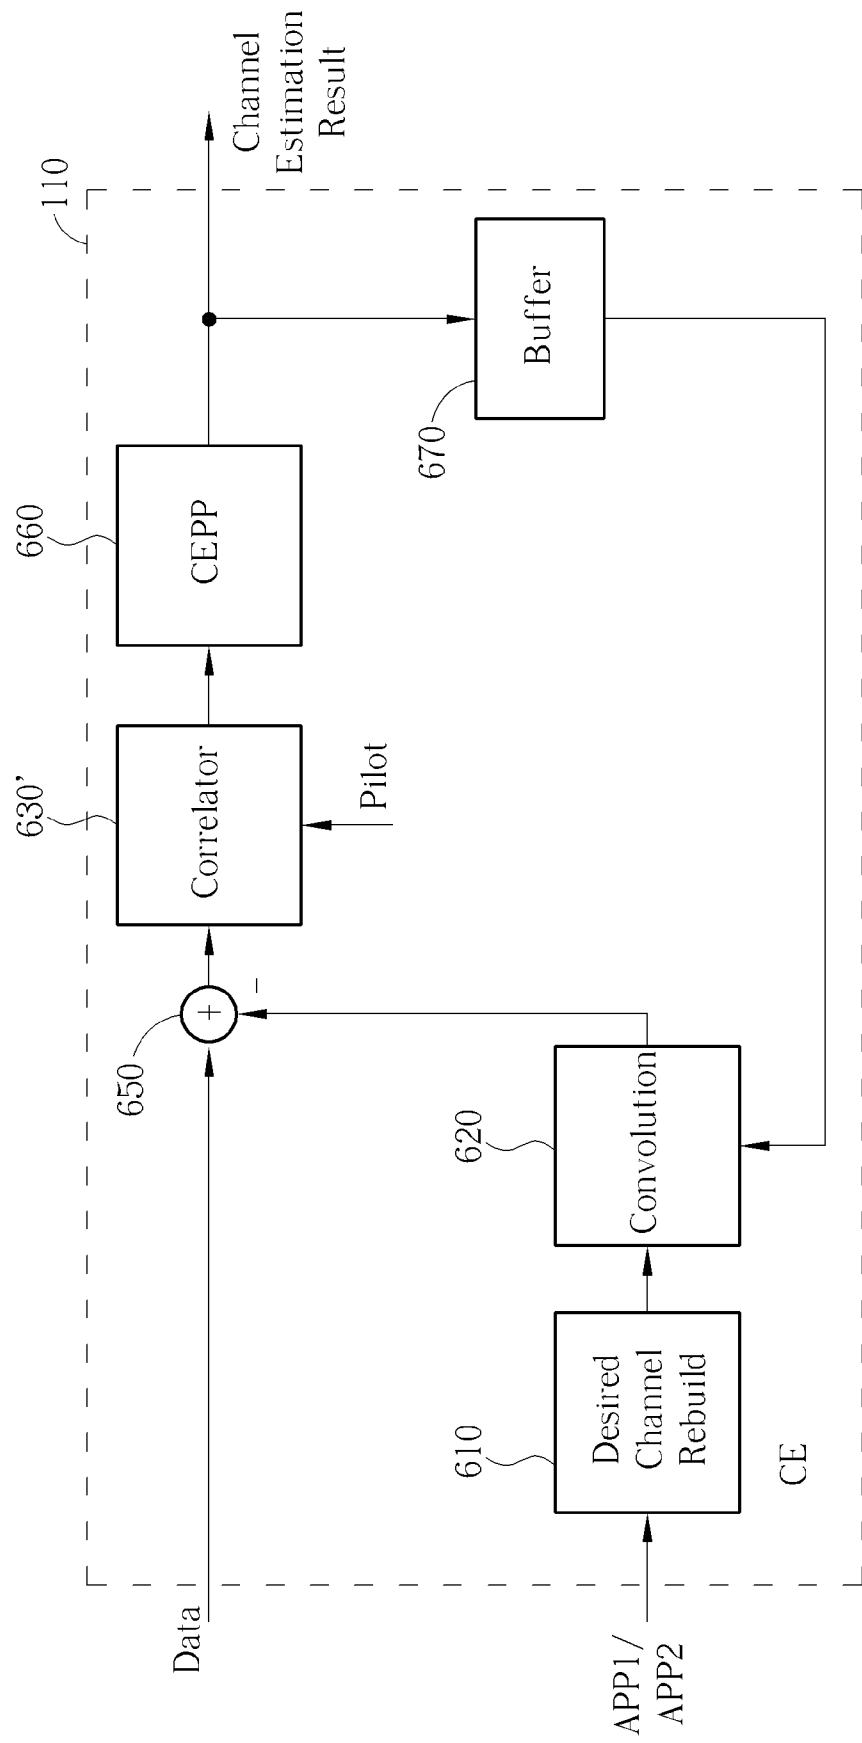 110
Channel
Estimation
Result
660
CEPP
670
Buffer
630'
Correlator
Pilot
650
+
-
620
Convolution
610
Desired
Channel
Rebuild
CE
Data
APP1/
APP2